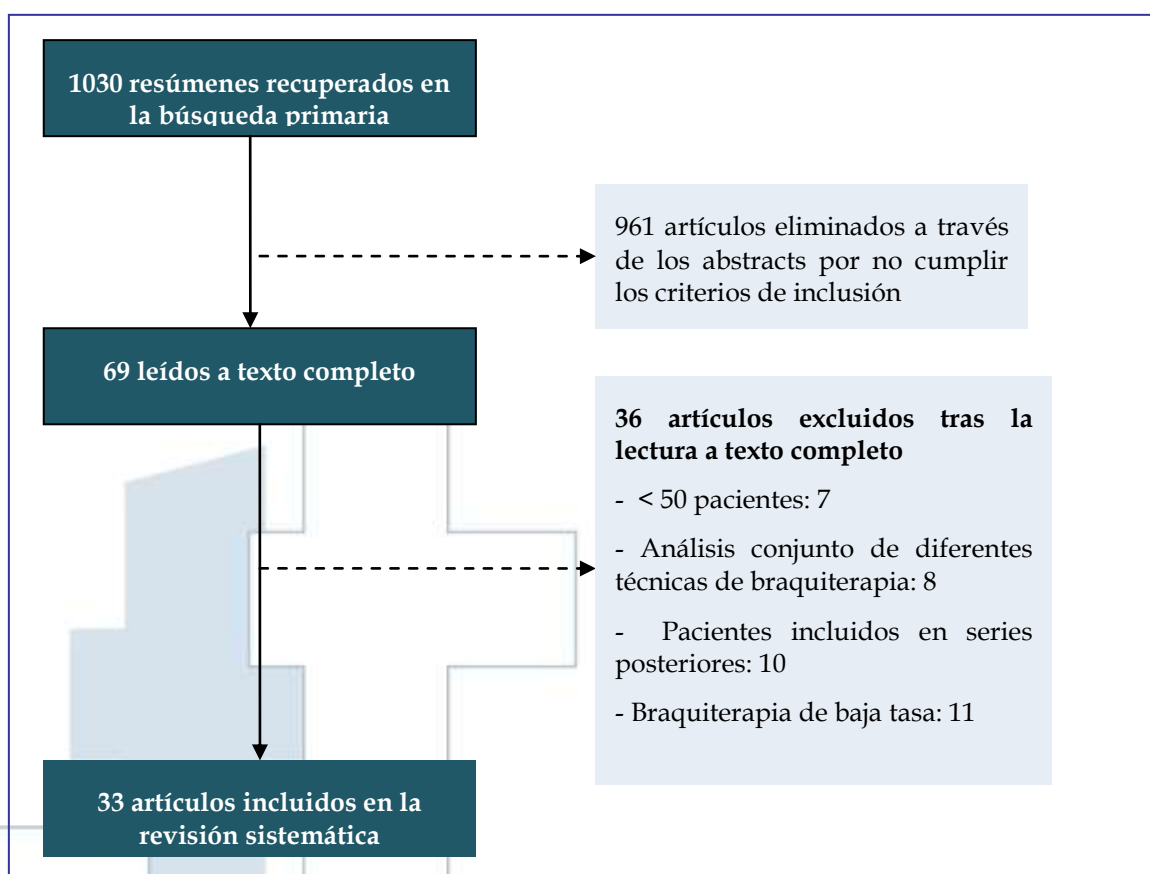 1030 resúmenes recuperados en
la búsqueda primaria
961 artículos eliminados a través
de los abstracts por no cumplir
los criterios de inclusión
69 leídos a texto completo
36 artículos excluidos tras la
lectura a texto completo
- < 50 pacientes: 7
- Análisis conjunto de diferentes
técnicas de braquiterapia: 8
- Pacientes incluidos en series
posteriores: 10
- Braquiterapia de baja tasa: 11
33 artículos incluidos en la
revisión sistemática